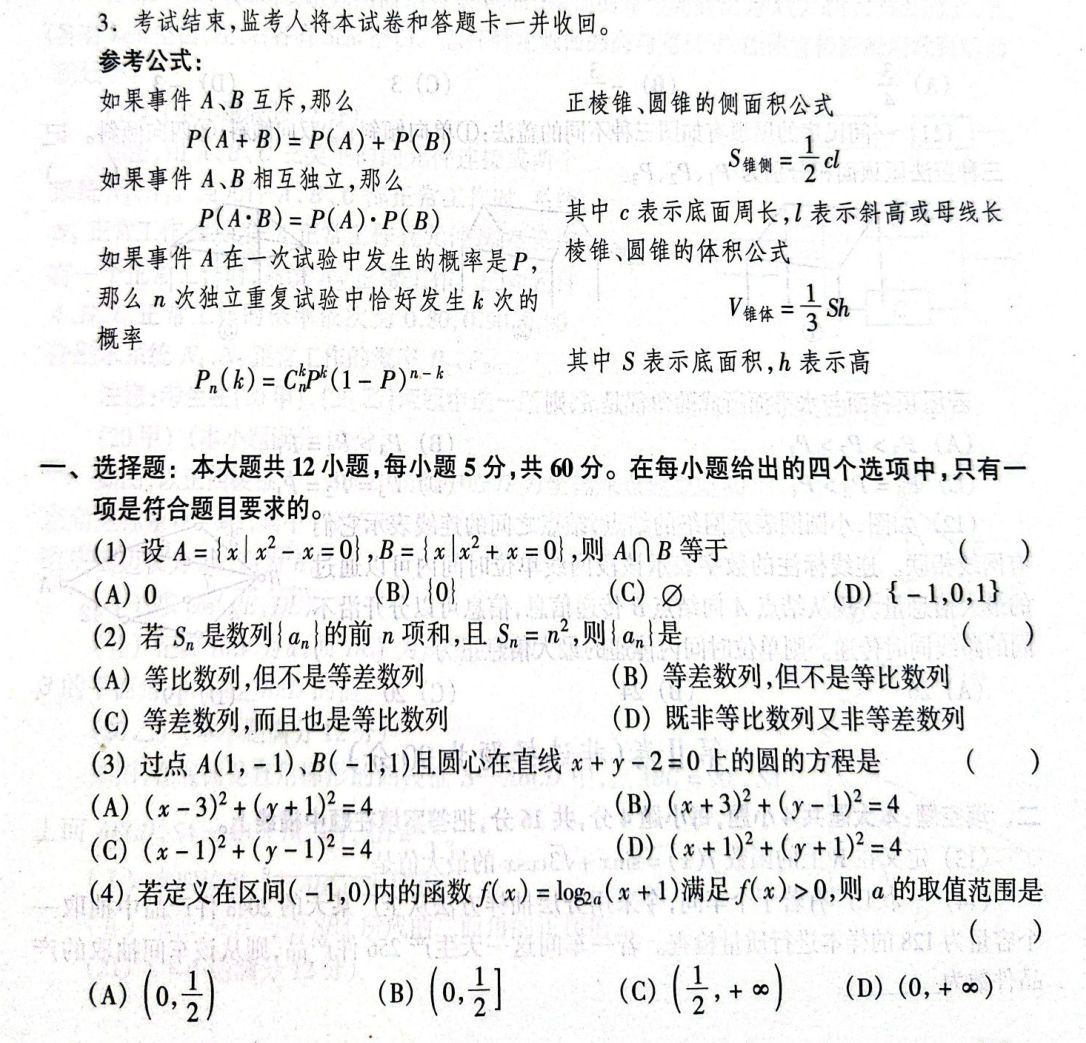 3. 考试结束,监考人将本试卷和答题卡一并收回。
参考公式:
如果事件 A、B 互斥,那么
P(A+B)=P(A)+P(B)
如果事件 A、B 相互独立,那么
P(A·B)=P(A)·P(B)
如果事件 A 在一次试验中发生的概率是P,
那么 n 次独立重复试验中恰好发生 k 次的
概率
Pₙ(k)=CₙᵏPᵏ(1-P)ⁿ⁻ᵏ
正棱锥、圆锥的侧面积公式
S锥侧=1/2 cl
其中 c 表示底面周长,l 表示斜高或母线长
棱锥、圆锥的体积公式
V锥体=1/3 Sh
其中 S 表示底面积,h 表示高
一、选择题:本大题共 12 小题,每小题 5 分,共 60 分。在每小题给出的四个选项中,只有一
项是符合题目要求的。
(1) 设 A={x|x²-x=0},B={x|x²+x=0},则 A∩B 等于 ( )
(A) 0 (B) {0} (C) ∅ (D) {-1,0,1}
(2) 若 Sₙ 是数列{aₙ}的前 n 项和,且 Sₙ=n²,则{aₙ}是 ( )
(A) 等比数列,但不是等差数列 (B) 等差数列,但不是等比数列
(C) 等差数列,而且也是等比数列 (D) 既非等比数列又非等差数列
(3) 过点 A(1,-1)、B(-1,1)且圆心在直线 x+y-2=0 上的圆的方程是 ( )
(A) (x-3)²+(y+1)²=4 (B) (x+3)²+(y-1)²=4
(C) (x-1)²+(y-1)²=4 (D) (x+1)²+(y+1)²=4
(4) 若定义在区间(-1,0)内的函数 f(x)=log₂ₐ(x+1)满足 f(x)>0,则 a 的取值范围是
( )
(A) (0,1/2) (B) (0,1/2] (C) (1/2,+∞) (D) (0,+∞)